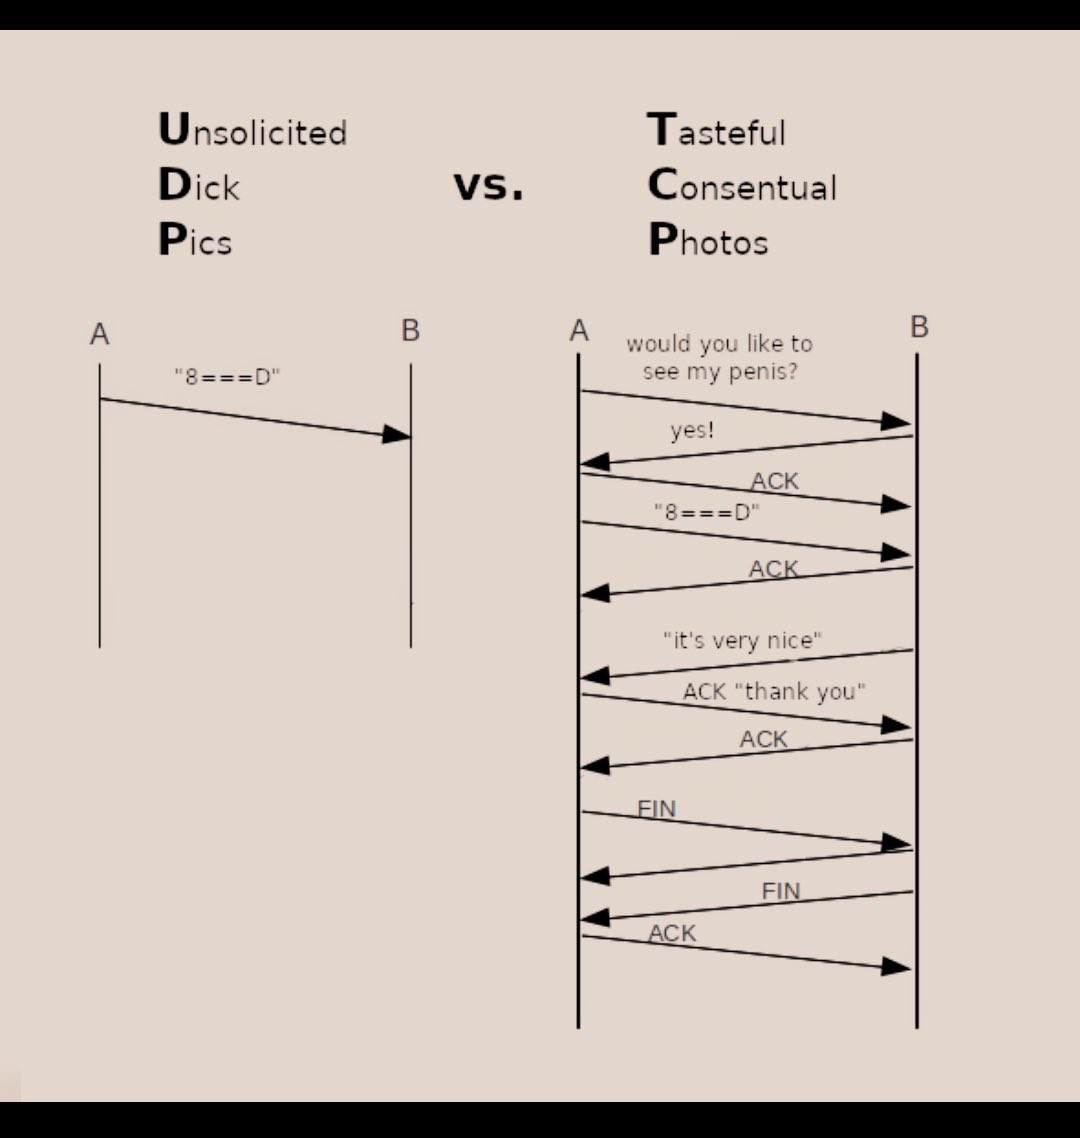 Unsolicited
Dick
Pics
vs.
Tasteful
Consentual
Photos
A
B
"8===D"
A
B
would you like to
see my penis?
yes!
ACK
"8===D"
ACK
"it's very nice"
ACK "thank you"
ACK
FIN
FIN
ACK